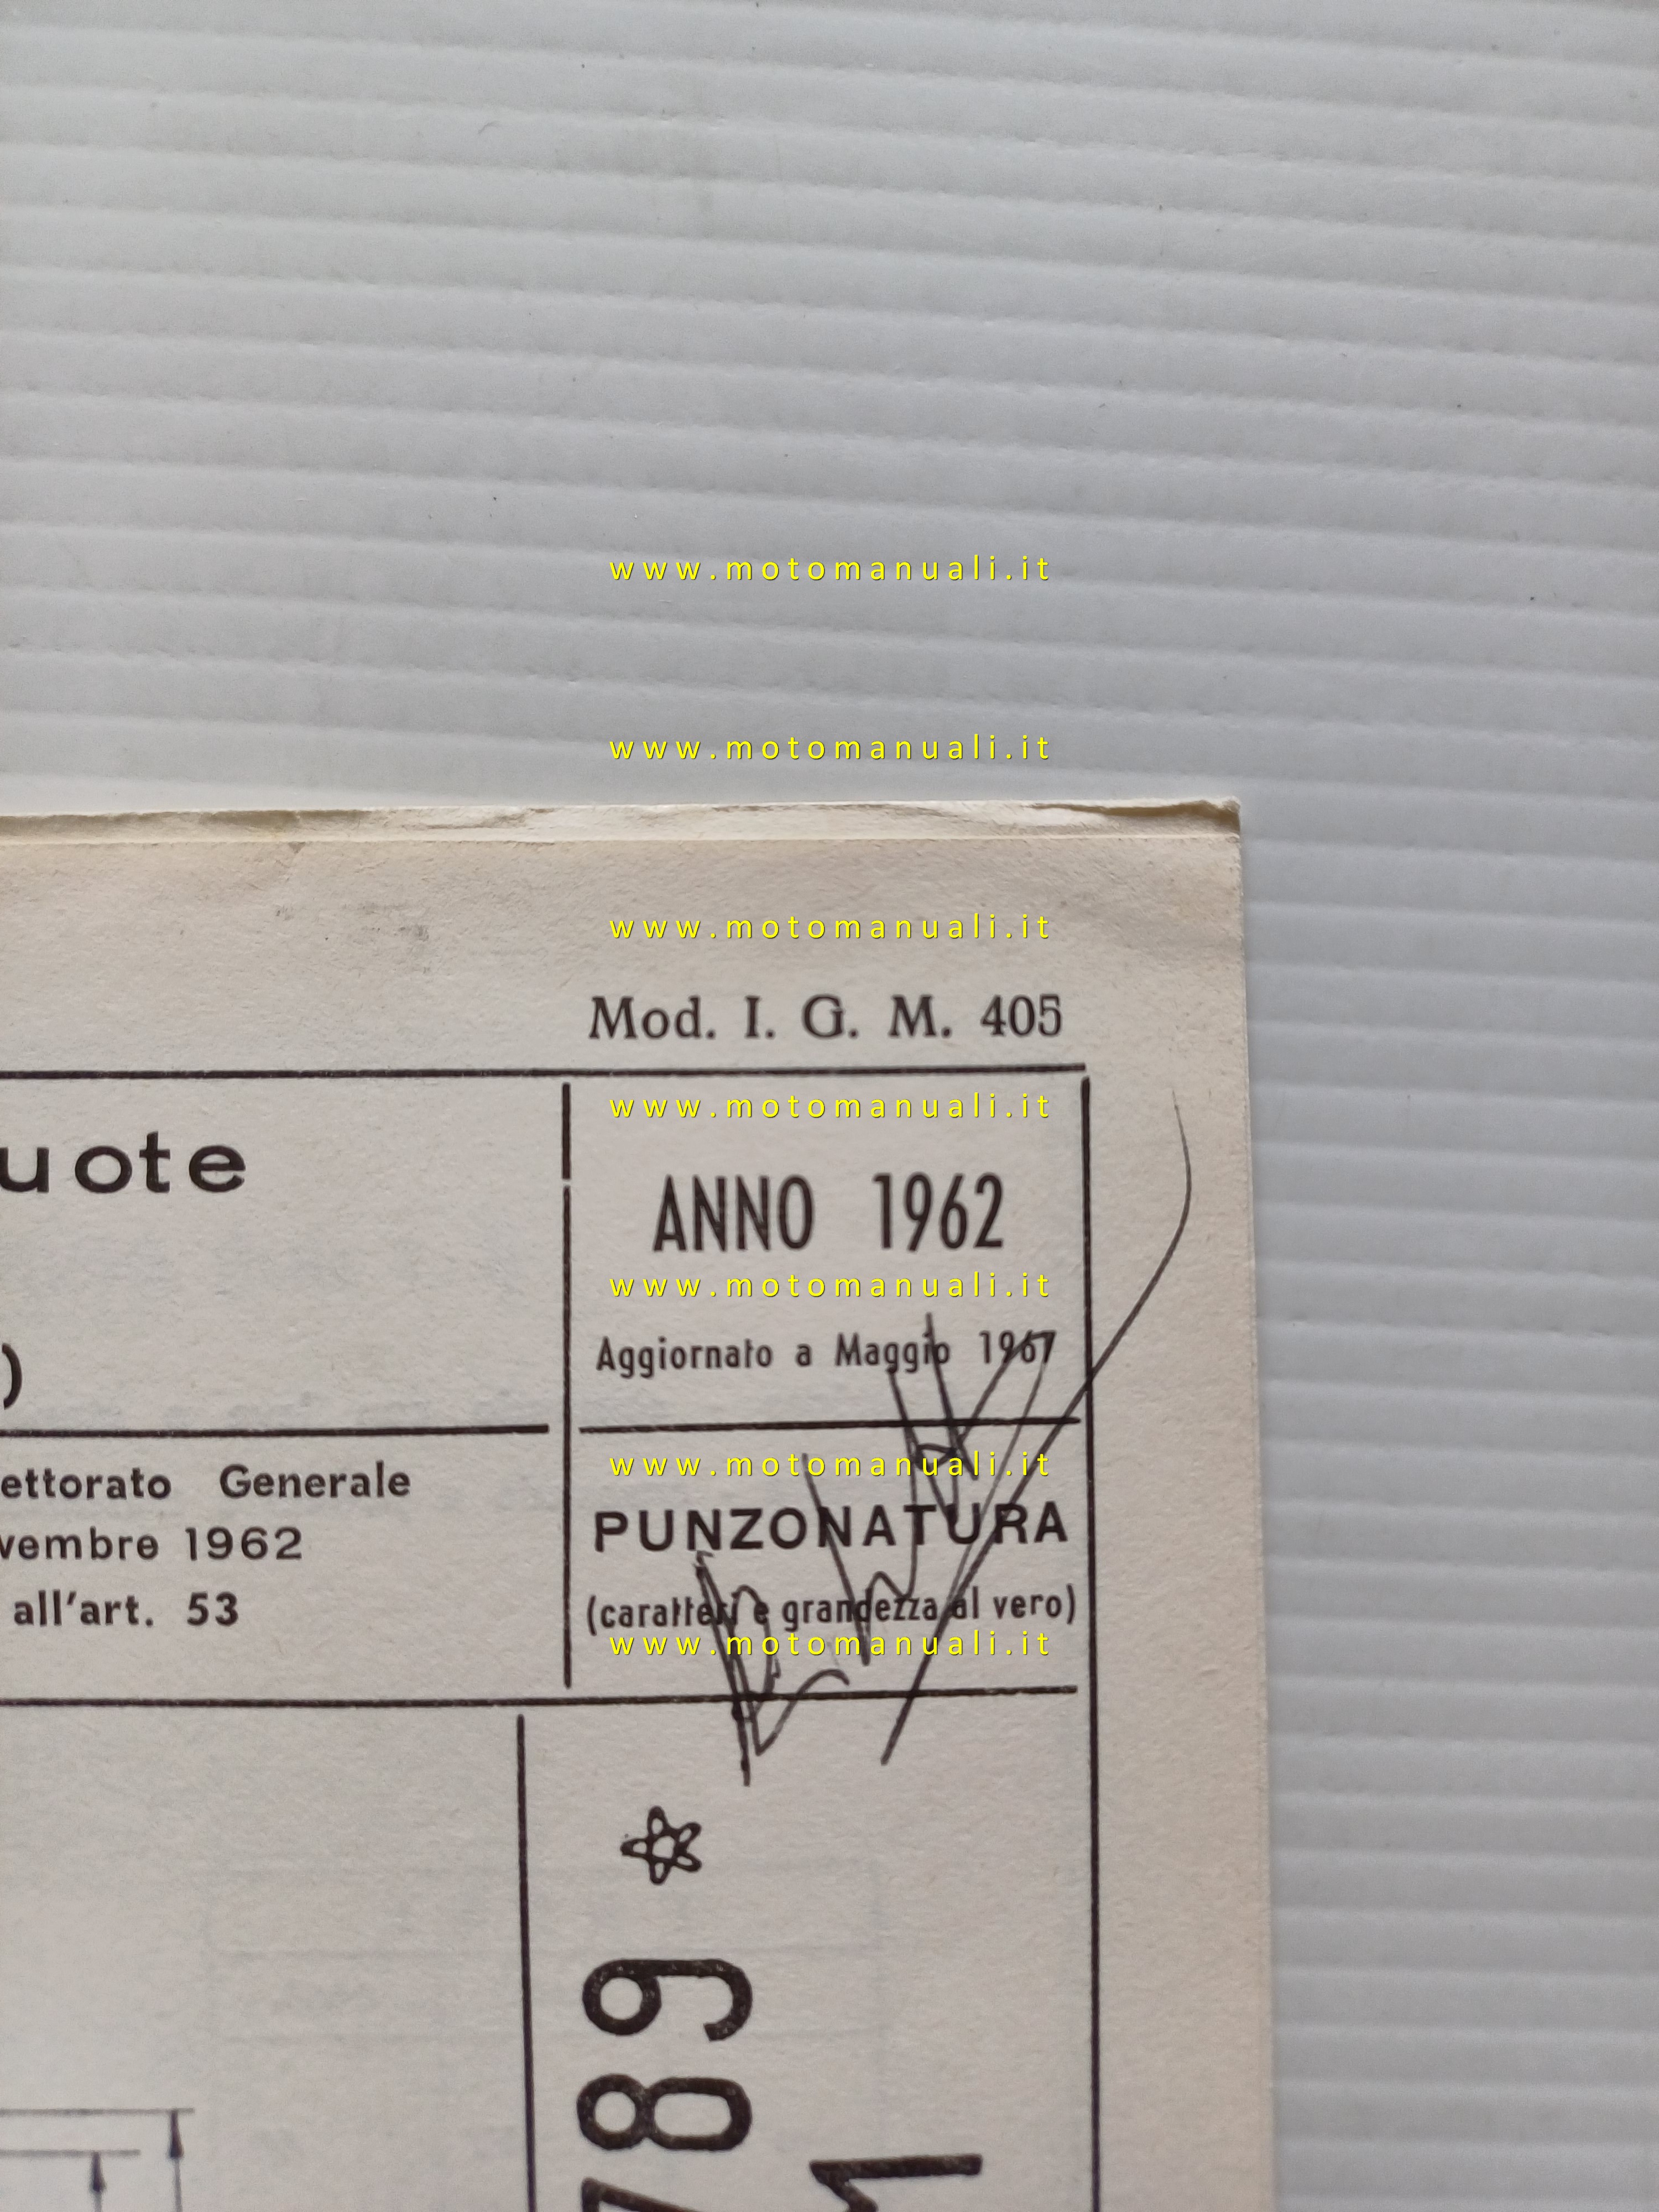 www.motomanuali.it
www.motomanuali.it
www.motomanuali.it
Mod. I. G. M. 405
www.motomanuali.it
uote
ANNO 1962
www.motomanuali.it
)
Aggiornato a Maggio 1967
www.motomanuali.it
ettorato Generale
vembre 1962
all'art. 53
PUNZONATURA
(caratteri e grandezza al vero)
www.motomanuali.it
789 ☆